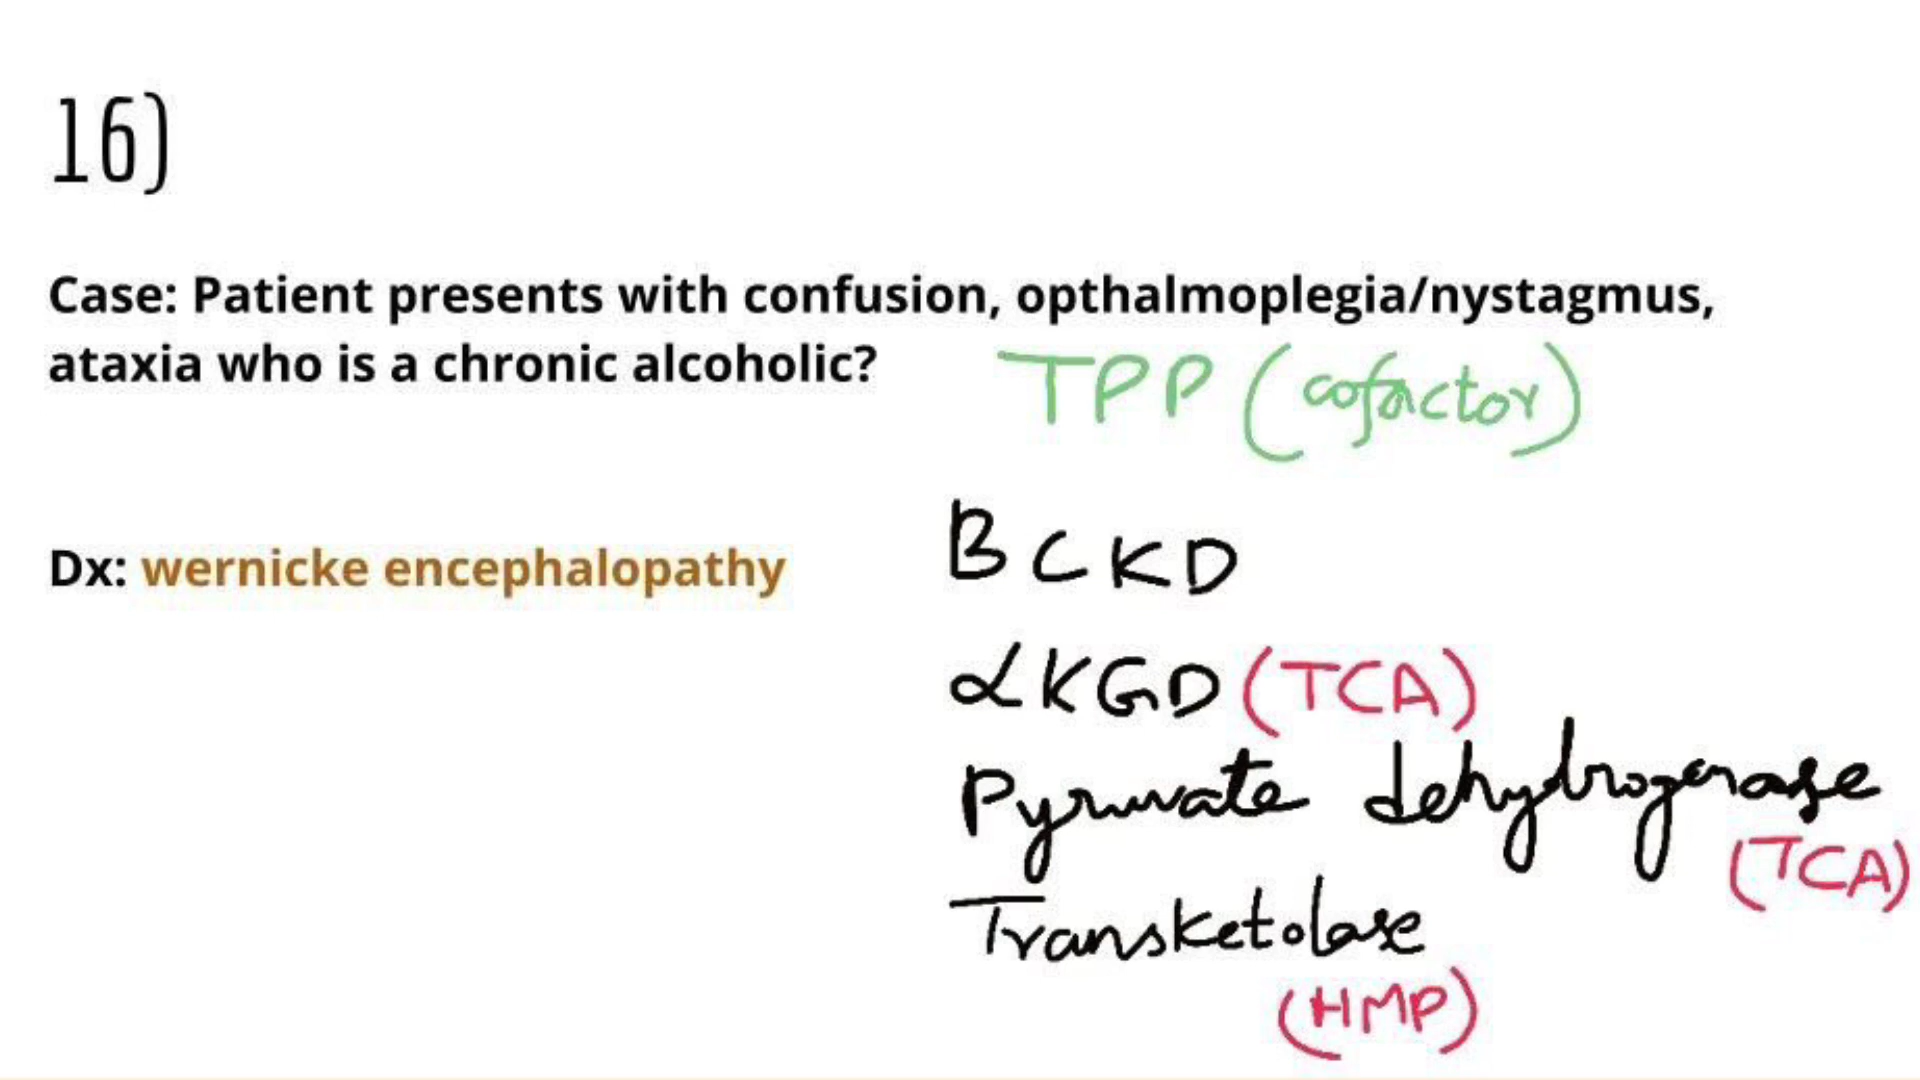 16)
Case: Patient presents with confusion, opthalmoplegia/nystagmus,
ataxia who is a chronic alcoholic?
TPP (cofactor)
Dx: wernicke encephalopathy
BCKD
αKGD (TCA)
Pyruvate dehydrogenase
(TCA)
Transketolase
(HMP)